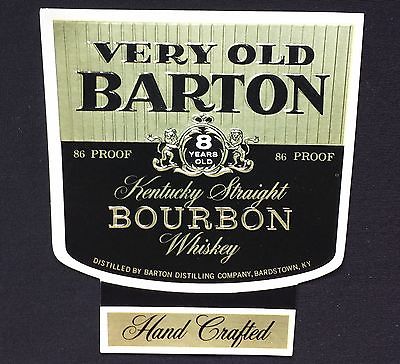 VERY OLD
BARTON
86 PROOF
8
YEARS
OLD
86 PROOF
Kentucky Straight
BOURBON
Whiskey
DISTILLED BY BARTON DISTILLING COMPANY, BARDSTOWN, KY
Hand Crafted